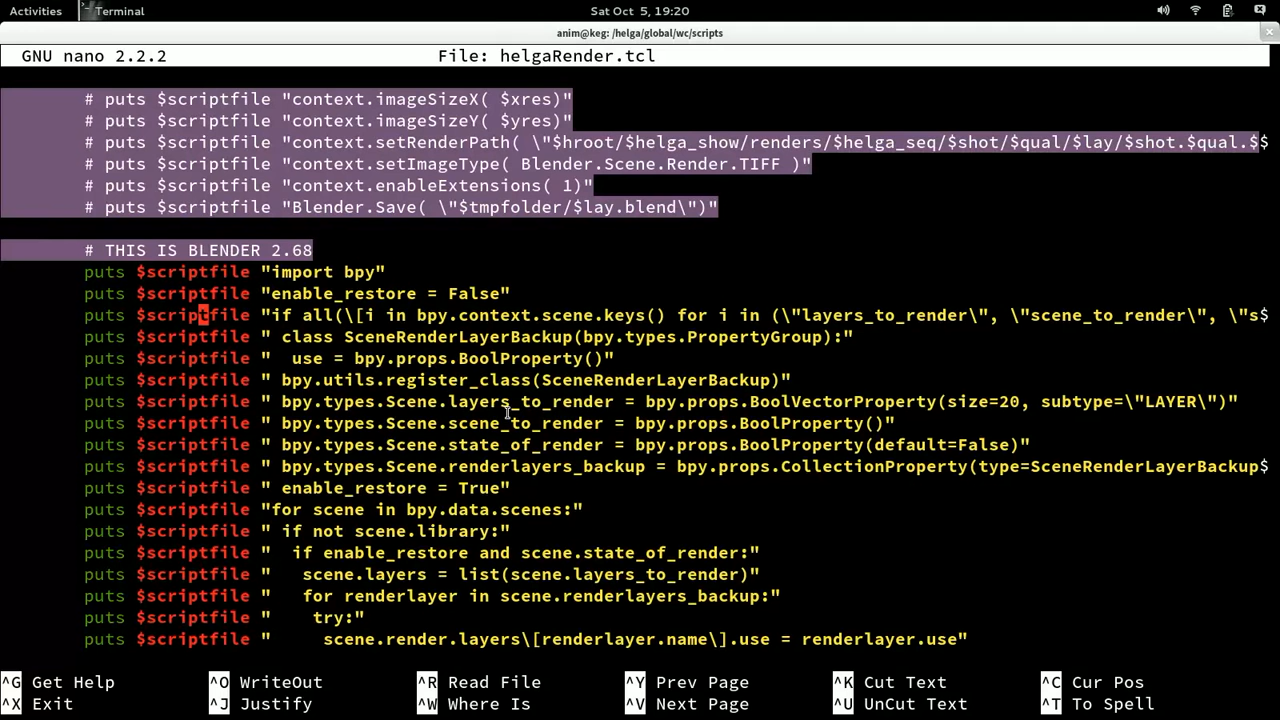 Activities Terminal Sat Oct 5, 19:20
anim@keg: /helga/global/wc/scripts
GNU nano 2.2.2 File: helgaRender.tcl
# puts $scriptfile "context.imageSizeX( $xres)"
# puts $scriptfile "context.imageSizeY( $yres)"
# puts $scriptfile "context.setRenderPath( \"$hroot/$helga_show/renders/$helga_seq/$shot/$qual/$lay/$shot.$qual.$$
# puts $scriptfile "context.setImageType( Blender.Scene.Render.TIFF )"
# puts $scriptfile "context.enableExtensions( 1)"
# puts $scriptfile "Blender.Save( \"$tmpfolder/$lay.blend\")"
# THIS IS BLENDER 2.68
puts $scriptfile "import bpy"
puts $scriptfile "enable_restore = False"
puts $scriptfile "if all(\[i in bpy.context.scene.keys() for i in (\"layers_to_render\", \"scene_to_render\", \"s$
puts $scriptfile " class SceneRenderLayerBackup(bpy.types.PropertyGroup):"
puts $scriptfile "  use = bpy.props.BoolProperty()"
puts $scriptfile " bpy.utils.register_class(SceneRenderLayerBackup)"
puts $scriptfile " bpy.types.Scene.layers_to_render = bpy.props.BoolVectorProperty(size=20, subtype=\"LAYER\")"
puts $scriptfile " bpy.types.Scene.scene_to_render = bpy.props.BoolProperty()"
puts $scriptfile " bpy.types.Scene.state_of_render = bpy.props.BoolProperty(default=False)"
puts $scriptfile " bpy.types.Scene.renderlayers_backup = bpy.props.CollectionProperty(type=SceneRenderLayerBackup$
puts $scriptfile " enable_restore = True"
puts $scriptfile "for scene in bpy.data.scenes:"
puts $scriptfile " if not scene.library:"
puts $scriptfile "  if enable_restore and scene.state_of_render:"
puts $scriptfile "   scene.layers = list(scene.layers_to_render)"
puts $scriptfile "   for renderlayer in scene.renderlayers_backup:"
puts $scriptfile "    try:"
puts $scriptfile "     scene.render.layers\[renderlayer.name\].use = renderlayer.use"
^G Get Help ^O WriteOut ^R Read File ^Y Prev Page ^K Cut Text ^C Cur Pos
^X Exit ^J Justify ^W Where Is ^V Next Page ^U UnCut Text ^T To Spell